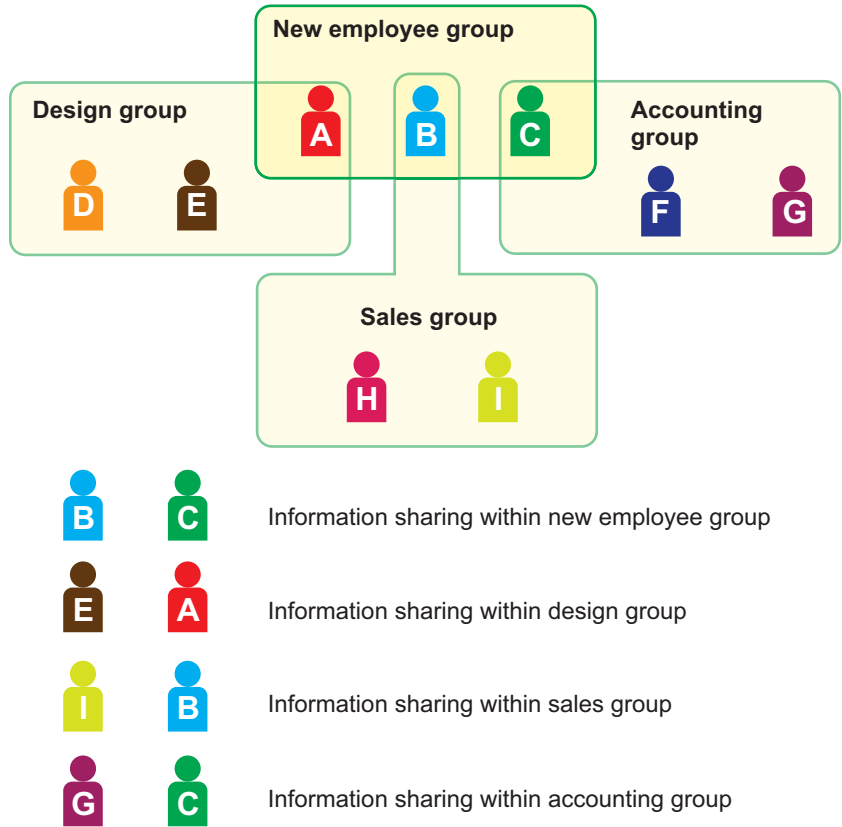 New employee group
Design group
A
B
C
Accounting
group
D
E
F
G
Sales group
H
I
B C Information sharing within new employee group
E A Information sharing within design group
I B Information sharing within sales group
G C Information sharing within accounting group